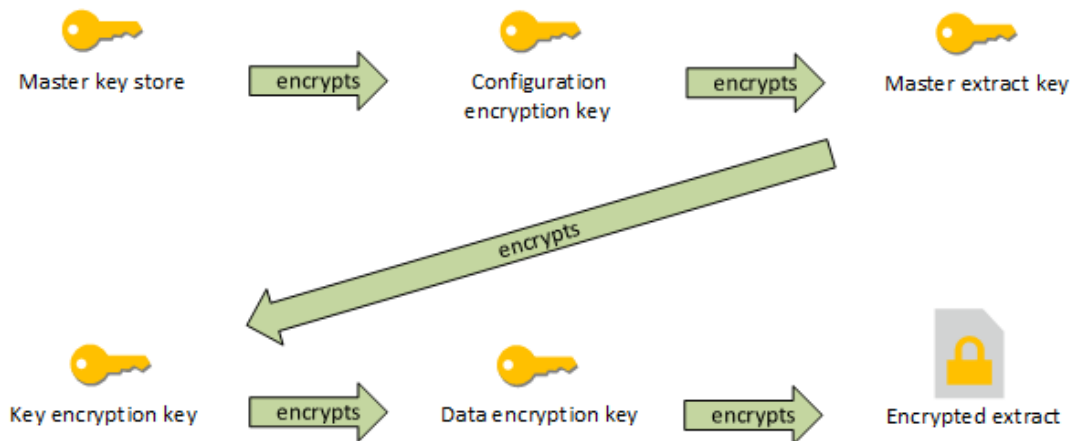 Master key store
encrypts
Configuration
encryption key
encrypts
Master extract key
encrypts
Key encryption key
encrypts
Data encryption key
encrypts
Encrypted extract